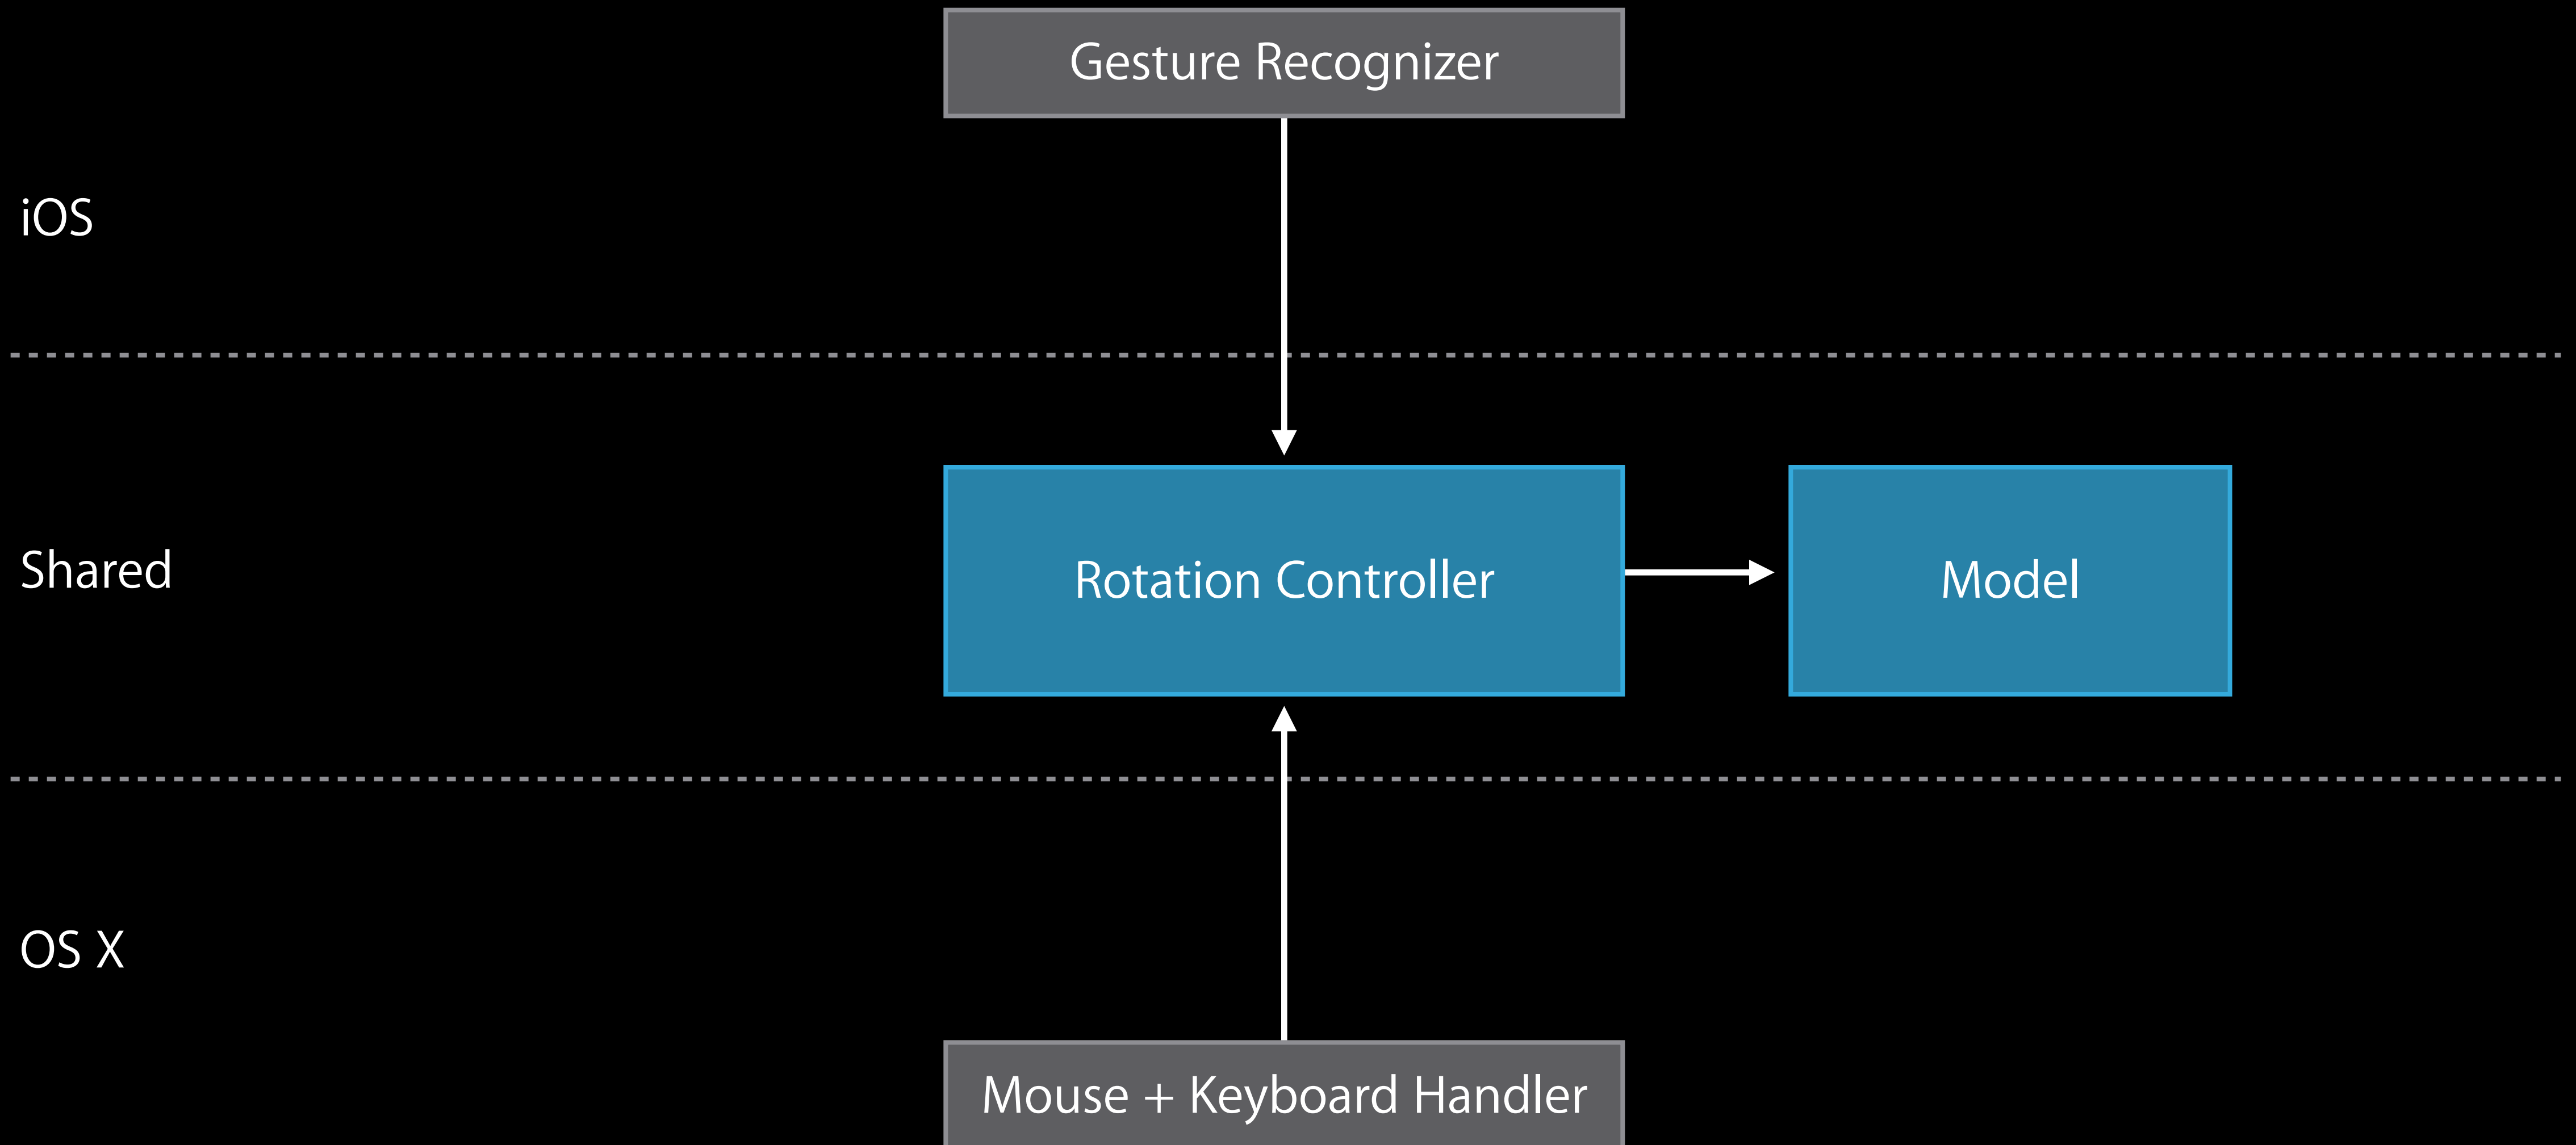 Gesture Recognizer
iOS
Shared
Rotation Controller
Model
OS X
Mouse + Keyboard Handler